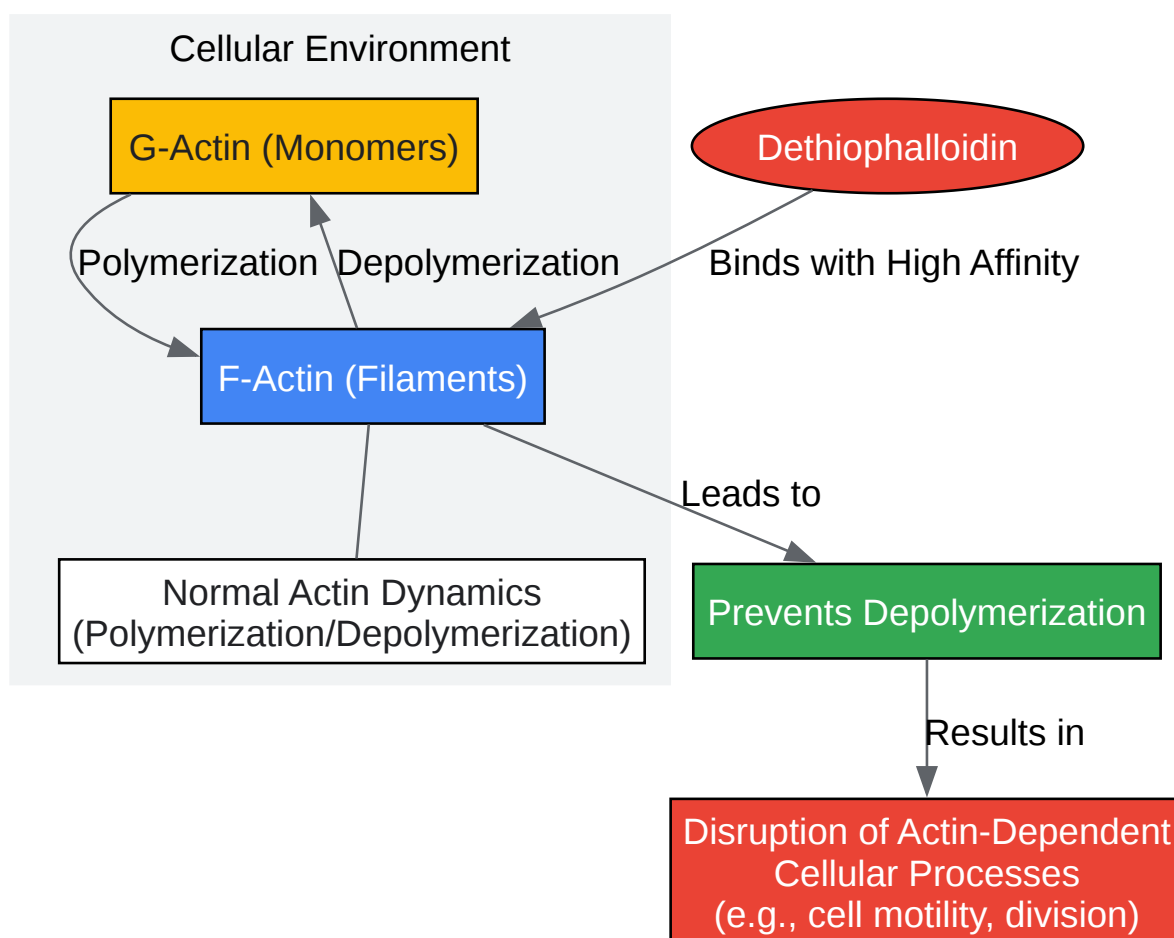 Cellular Environment
G-Actin (Monomers)
Dethiophalloidin
Polymerization
Depolymerization
Binds with High Affinity
F-Actin (Filaments)
Leads to
Normal Actin Dynamics
(Polymerization/Depolymerization)
Prevents Depolymerization
Results in
Disruption of Actin-Dependent
Cellular Processes
(e.g., cell motility, division)